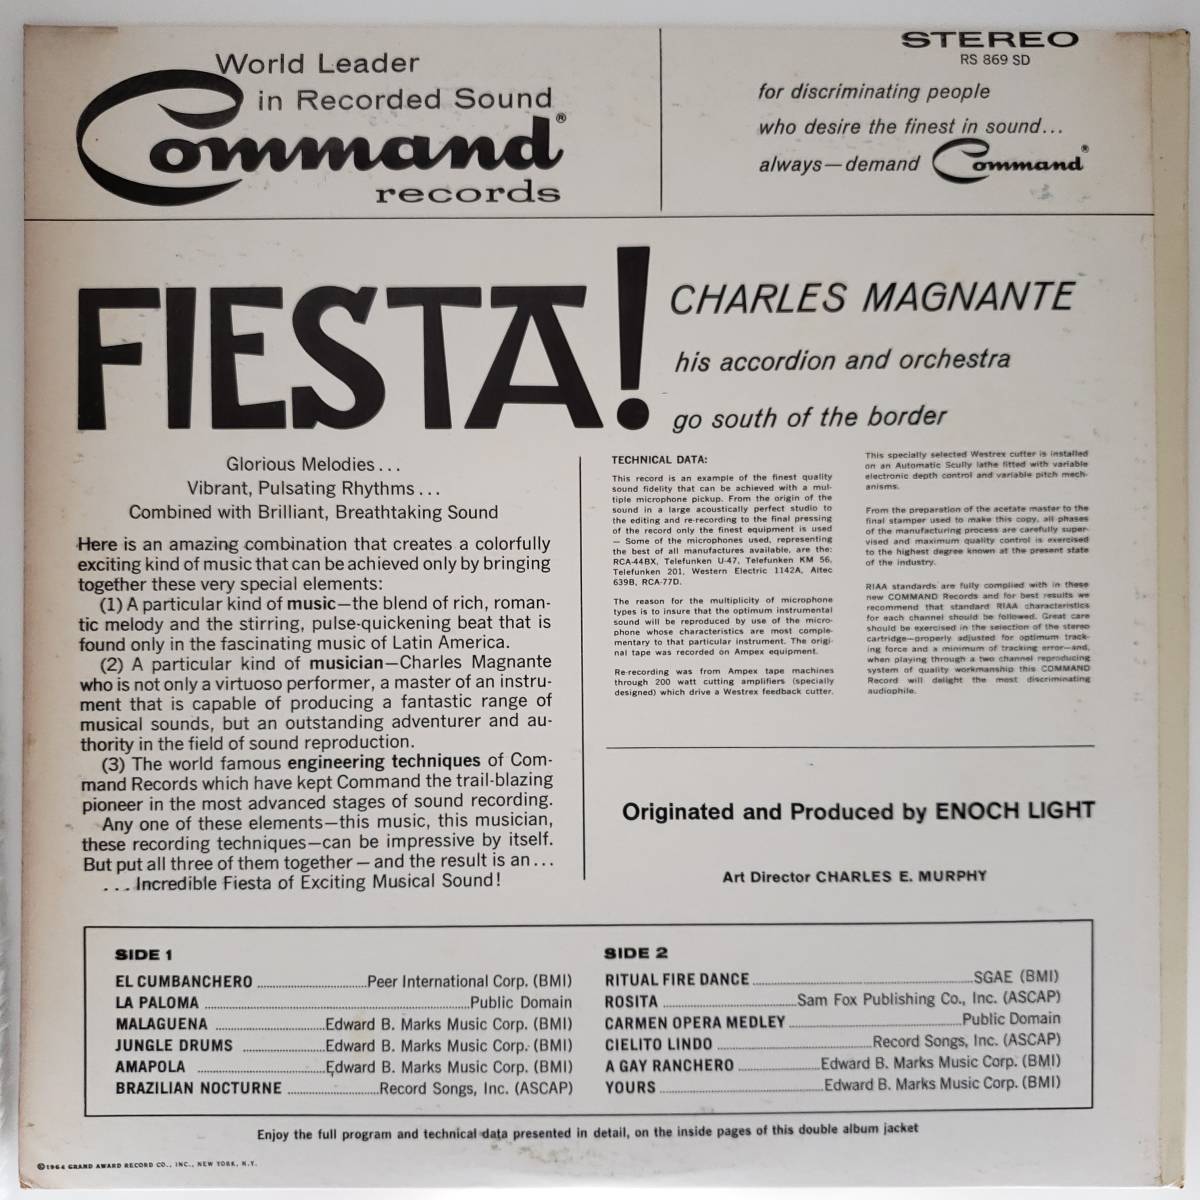 World Leader
in Recorded Sound
Command®
records
STEREO
RS 869 SD
for discriminating people
who desire the finest in sound...
always—demand Command®
FIESTA!
CHARLES MAGNANTE
his accordion and orchestra
go south of the border
Glorious Melodies...
Vibrant, Pulsating Rhythms...
Combined with Brilliant, Breathtaking Sound
Here is an amazing combination that creates a colorfully
exciting kind of music that can be achieved only by bringing
together these very special elements:
(1) A particular kind of music—the blend of rich, roman-
tic melody and the stirring, pulse-quickening beat that is
found only in the fascinating music of Latin America.
(2) A particular kind of musician—Charles Magnante
who is not only a virtuoso performer, a master of an instru-
ment that is capable of producing a fantastic range of
musical sounds, but an outstanding adventurer and au-
thority in the field of sound reproduction.
(3) The world famous engineering techniques of Com-
mand Records which have kept Command the trail-blazing
pioneer in the most advanced stages of sound recording.
Any one of these elements—this music, this musician,
these recording techniques—can be impressive by itself.
But put all three of them together — and the result is an...
... Incredible Fiesta of Exciting Musical Sound!
TECHNICAL DATA:
This record is an example of the finest quality
sound fidelity that can be achieved with a mul-
tiple microphone pickup. From the origin of the
sound in a large acoustically perfect studio to
the editing and re-recording to the final pressing
of the record only the finest equipment is used
— Some of the microphones used, representing
the best of all manufactures available, are the:
RCA-44BX, Telefunken U-47, Telefunken KM 56,
Telefunken 201, Western Electric 1142A, Altec
639B, RCA-77D.
The reason for the multiplicity of microphone
types is to insure that the optimum instrumental
sound will be reproduced by use of the micro-
phone whose characteristics are most comple-
mentary to that particular instrument. The origi-
nal tape was recorded on Ampex equipment.
Re-recording was from Ampex tape machines
through 200 watt cutting amplifiers (specially
designed) which drive a Westrex feedback cutter.
This specially selected Westrex cutter is installed
on an Automatic Scully lathe fitted with variable
electronic depth control and variable pitch mech-
anisms.
From the preparation of the acetate master to the
final stamper used to make this copy, all phases
of the manufacturing process are carefully super-
vised and maximum quality control is exercised
to the highest degree known at the present state
of the industry.
RIAA standards are fully complied with in these
new COMMAND Records and for best results we
recommend that standard RIAA characteristics
for each channel should be followed. Great care
should be exercised in the selection of the stereo
cartridge—properly adjusted for optimum track-
ing force and a minimum of tracking error—and,
when playing through a two channel reproducing
system of quality workmanship this COMMAND
Record will delight the most discriminating
audiophile.
Originated and Produced by ENOCH LIGHT
Art Director CHARLES E. MURPHY
SIDE 1
EL CUMBANCHERO ........ Peer International Corp. (BMI)
LA PALOMA ........ Public Domain
MALAGUENA ........ Edward B. Marks Music Corp. (BMI)
JUNGLE DRUMS ........ Edward B. Marks Music Corp. (BMI)
AMAPOLA ........ Edward B. Marks Music Corp. (BMI)
BRAZILIAN NOCTURNE ........ Record Songs, Inc. (ASCAP)
SIDE 2
RITUAL FIRE DANCE ........ SGAE (BMI)
ROSITA ........ Sam Fox Publishing Co., Inc. (ASCAP)
CARMEN OPERA MEDLEY ........ Public Domain
CIELITO LINDO ........ Record Songs, Inc. (ASCAP)
A GAY RANCHERO ........ Edward B. Marks Music Corp. (BMI)
YOURS ........ Edward B. Marks Music Corp. (BMI)
Enjoy the full program and technical data presented in detail, on the inside pages of this double album jacket
©1964 GRAND AWARD RECORD CO., INC., NEW YORK, N.Y.